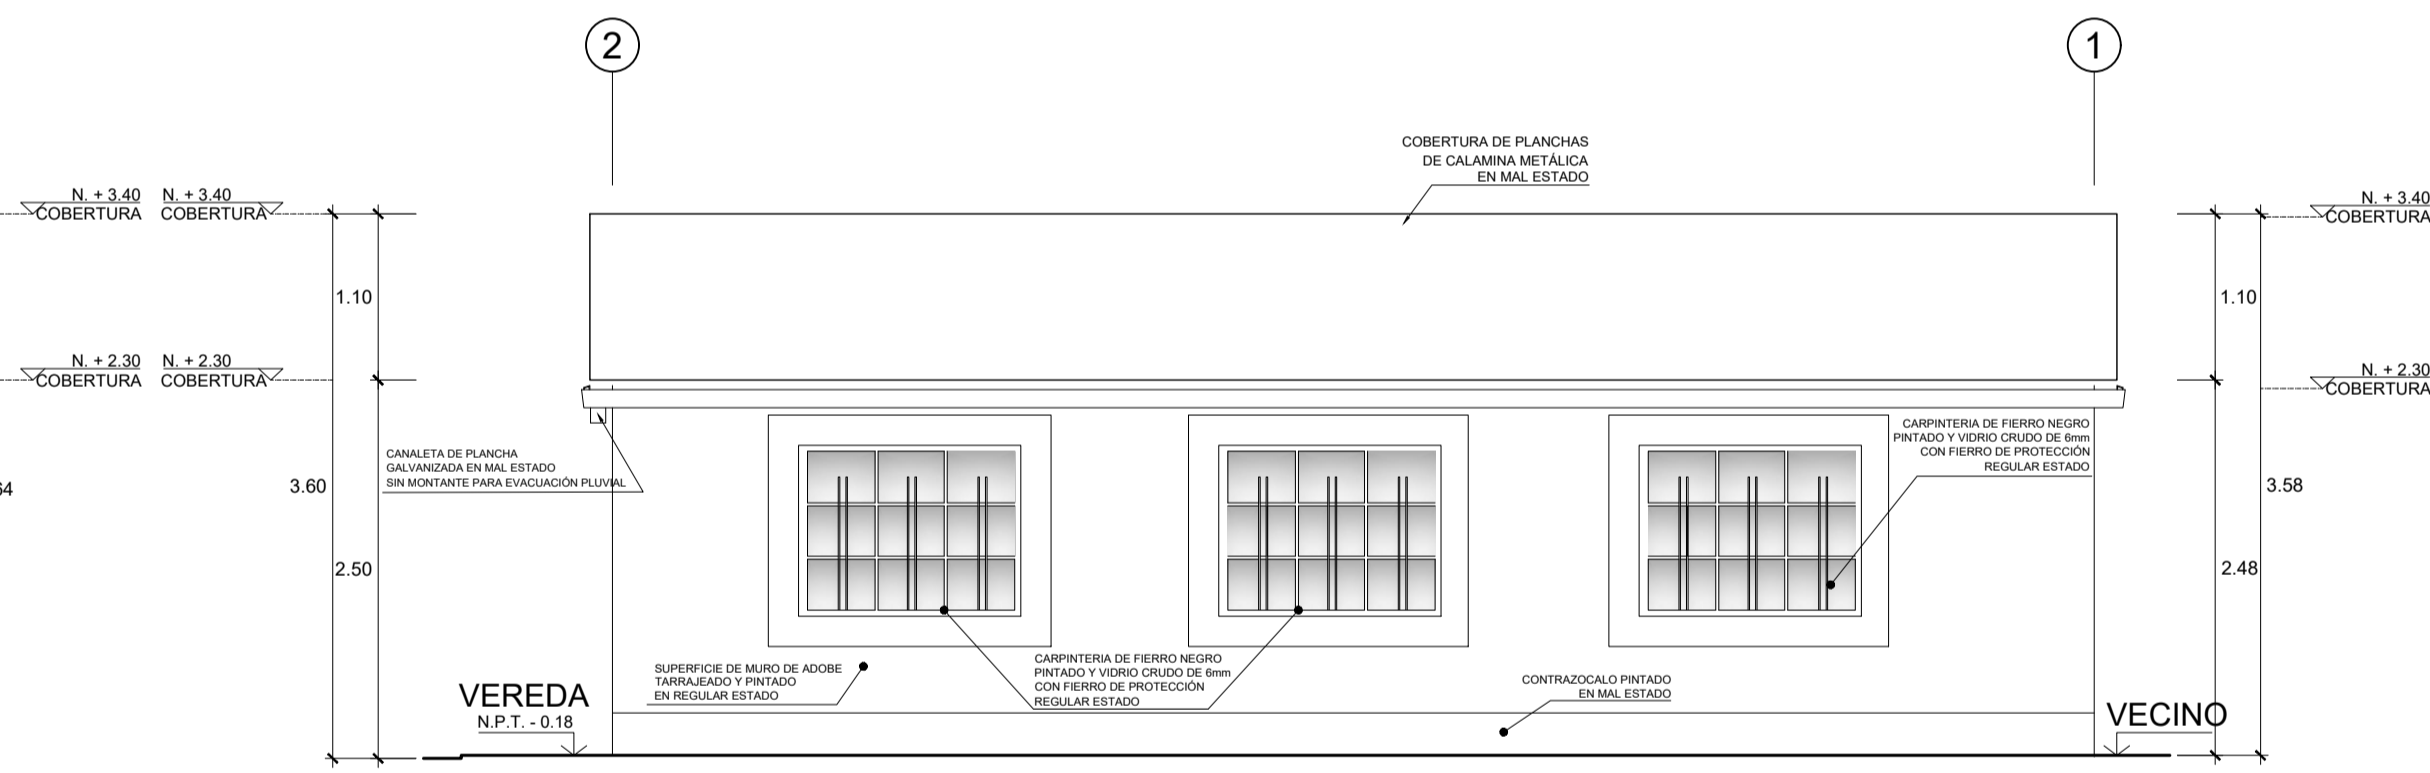 2
1
COBERTURA DE PLANCHAS
DE CALAMINA METÁLICA
EN MAL ESTADO
N. + 3.40
COBERTURA
N. + 3.40
COBERTURA
N. + 3.40
COBERTURA
1.10
1.10
N. + 2.30
COBERTURA
N. + 2.30
COBERTURA
N. + 2.30
COBERTURA
CANALETA DE PLANCHA
GALVANIZADA EN MAL ESTADO
SIN MONTANTE PARA EVACUACIÓN PLUVIAL
CARPINTERIA DE FIERRO NEGRO
PINTADO Y VIDRIO CRUDO DE 6mm
CON FIERRO DE PROTECCIÓN
REGULAR ESTADO
64
3.60
3.58
2.50
2.48
SUPERFICIE DE MURO DE ADOBE
TARRAJEADO Y PINTADO
EN REGULAR ESTADO
CARPINTERIA DE FIERRO NEGRO
PINTADO Y VIDRIO CRUDO DE 6mm
CON FIERRO DE PROTECCIÓN
REGULAR ESTADO
CONTRAZOCALO PINTADO
EN MAL ESTADO
VEREDA
N.P.T. - 0.18
VECINO